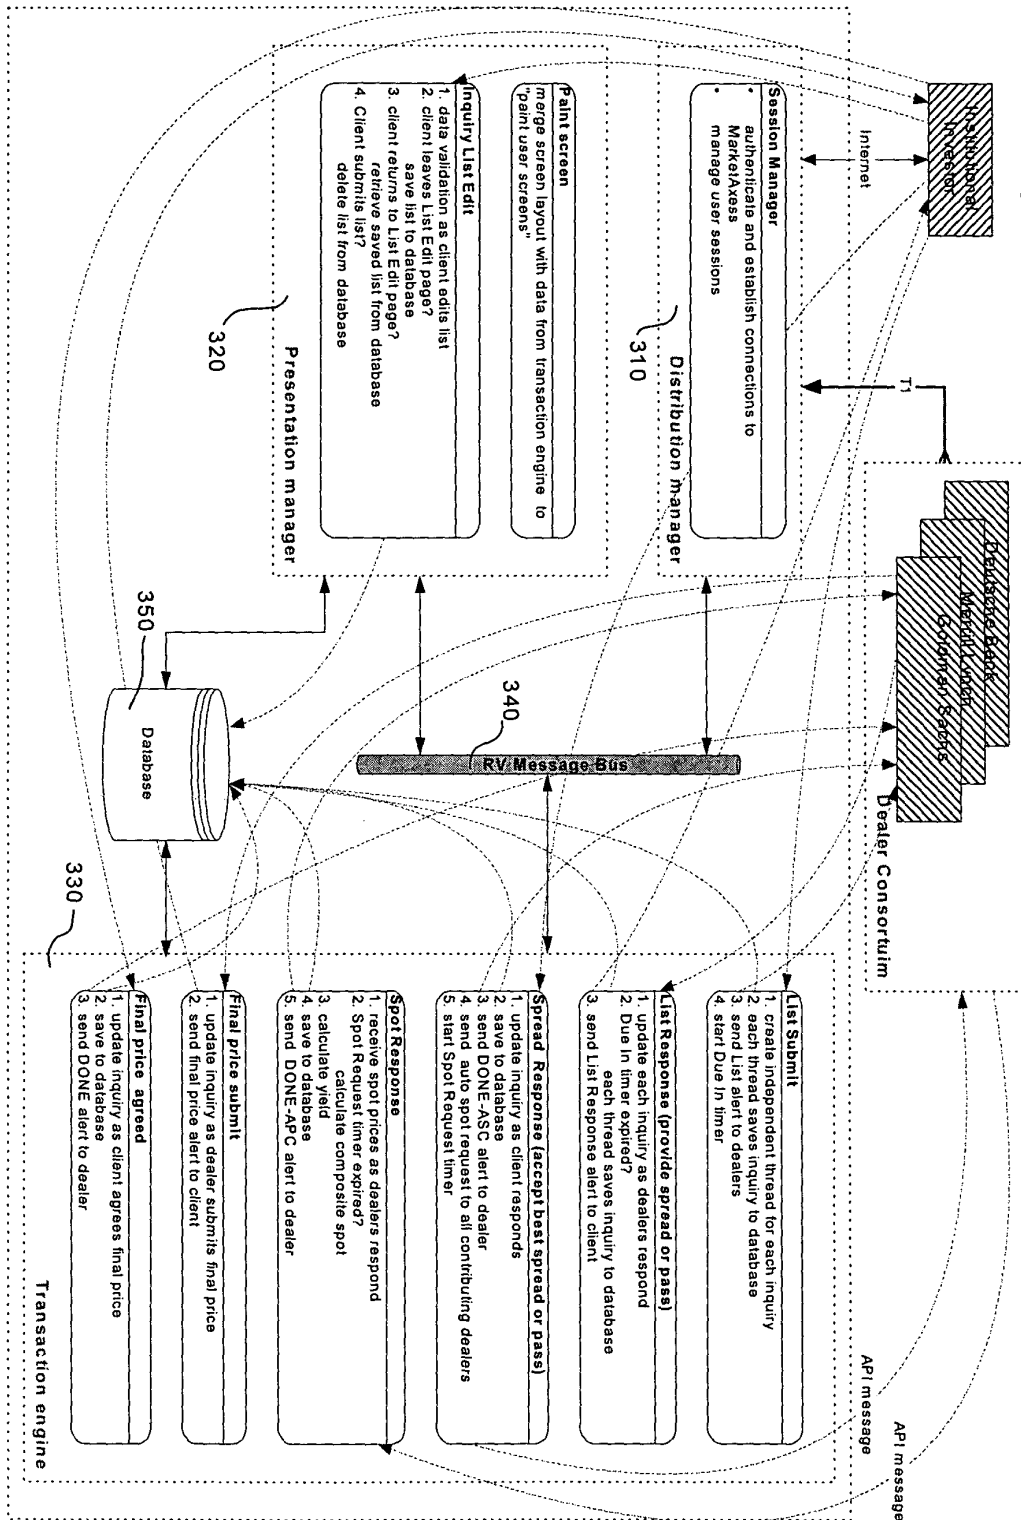 Institutional
Investor
Internet
T1
Deutsche Back
Merrill Lynch
Goldman Sachs
Dealer Consortuim
API message
API message
Session Manager
• authenticate and establish connections to
MarketAxess
• manage user sessions
310
Distribution manager
Paint screen
merge screen layout with data from transaction engine to
"paint user screens"
Inquiry List Edit
1. data validation as client edits list
2. client leaves List Edit page?
save list to database
3. client returns to List Edit page?
retrieve saved list from database
4. Client submits list?
delete list from database
320
Presentation manager
340
RV Message Bus
350
Database
330
List Submit
1. create independent thread for each inquiry
2. each thread saves inquiry to database
3. send List alert to dealers
4. start Due In timer
List Response (provide spread or pass)
1. update each inquiry as dealers respond
2. Due In timer expired?
each thread saves inquiry to database
3. send List Response alert to client
Spread Response (accept best spread or pass)
1. update inquiry as client responds
2. save to database
3. send DONE-ASC alert to dealer
4. send auto spot request to all contributing dealers
5. start Spot Request timer
Spot Response
1. receive spot prices as dealers respond
2. Spot Request timer expired?
calculate composite spot
3. calculate yield
4. save to database
5. send DONE-APC alert to dealer
Final price submit
1. update inquiry as dealer submits final price
2. send final price alert to client
Final price agreed
1. update inquiry as client agrees final price
2. save to database
3. send DONE alert to dealer
Transaction engine